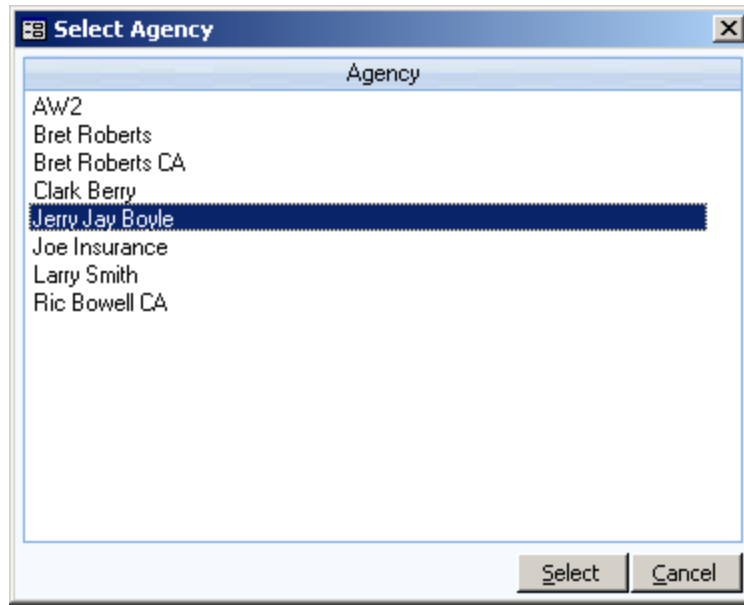 Select Agency
Agency
AW2
Bret Roberts
Bret Roberts CA
Clark Berry
Jerry Jay Boyle
Joe Insurance
Larry Smith
Ric Bowell CA
Select Cancel